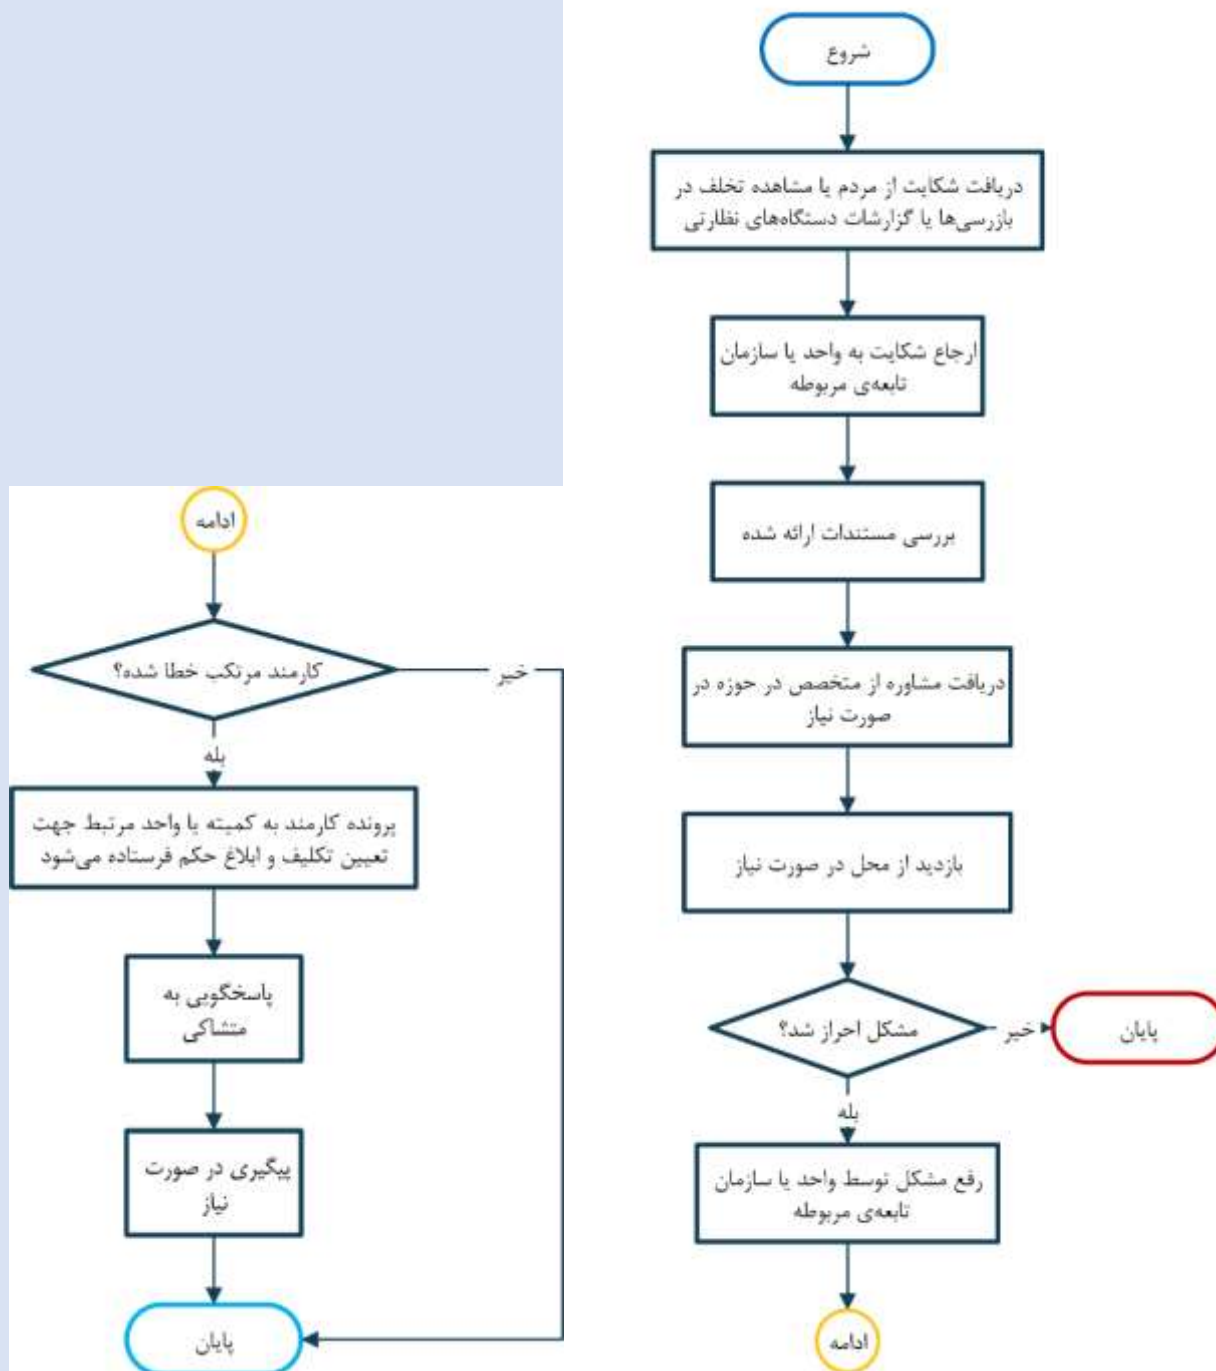 شروع
دریافت شکایت از مردم یا مشاهده تخلف در
بازرسی‌ها یا گزارشات دستگاه‌های نظارتی
ارجاع شکایت به واحد یا سازمان
تابعه‌ی مربوطه
بررسی مستندات ارائه شده
دریافت مشاوره از متخصص در حوزه در
صورت نیاز
بازدید از محل در صورت نیاز
مشکل احراز شد؟
خیر
پایان
بله
رفع مشکل توسط واحد یا سازمان
تابعه‌ی مربوطه
ادامه
ادامه
کارمند مرتکب خطا شده؟
خیر
بله
پرونده کارمند به کمیته یا واحد مرتبط جهت
تعیین تکلیف و ابلاغ حکم فرستاده می‌شود
پاسخگویی به
متشاکی
پیگیری در صورت
نیاز
پایان